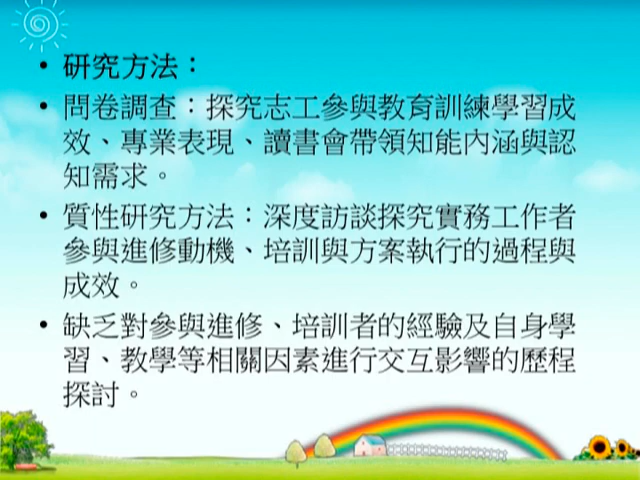 • 研究方法：
• 問卷調查：探究志工參與教育訓練學習成
效、專業表現、讀書會帶領知能內涵與認
知需求。
• 質性研究方法：深度訪談探究實務工作者
參與進修動機、培訓與方案執行的過程與
成效。
• 缺乏對參與進修、培訓者的經驗及自身學
習、教學等相關因素進行交互影響的歷程
探討。